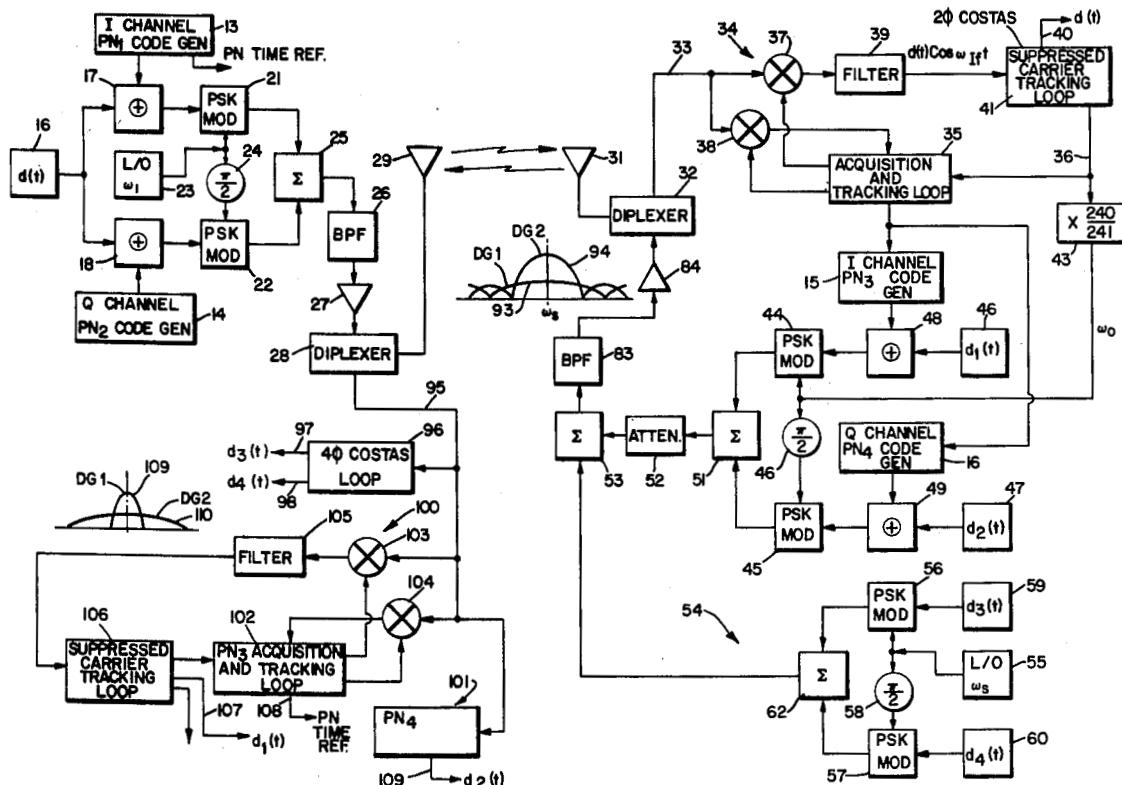 I CHANNEL
PN1 CODE GEN
13
PN TIME REF.
17
⊕
PSK
MOD
21
16
d(t)
L/O
ω1
23
24
π/2
25
Σ
18
⊕
PSK
MOD
22
Q CHANNEL
PN2 CODE GEN
14
26
BPF
27
28
DIPLEXER
29
31
32
DIPLEXER
33
34
37
38
39
FILTER
d(t)Cos ωIf t
2ϕ COSTAS
d(t)
40
SUPPRESSED
CARRIER
TRACKING
LOOP
41
35
ACQUISITION
AND
TRACKING LOOP
36
X 240/241
43
ω0
DG1
DG2
94
93
ωs
84
83
BPF
I CHANNEL
PN3 CODE
GEN
15
44
PSK
MOD
48
⊕
46
d1(t)
π/2
46
Q CHANNEL
PN4 CODE
GEN
16
Σ
53
ATTEN.
52
Σ
51
PSK
MOD
45
49
⊕
47
d2(t)
54
56
PSK
MOD
59
d3(t)
L/O
ωs
55
π/2
58
Σ
62
PSK
MOD
57
d4(t)
60
95
97
d3(t)
d4(t)
98
4ϕ COSTAS
LOOP
96
109
DG1
DG2
110
105
FILTER
100
103
104
106
SUPPRESSED
CARRIER
TRACKING
LOOP
102
PN3 ACQUISITION
AND TRACKING
LOOP
107
d1(t)
108
PN
TIME
REF.
101
PN4
109
d2(t)